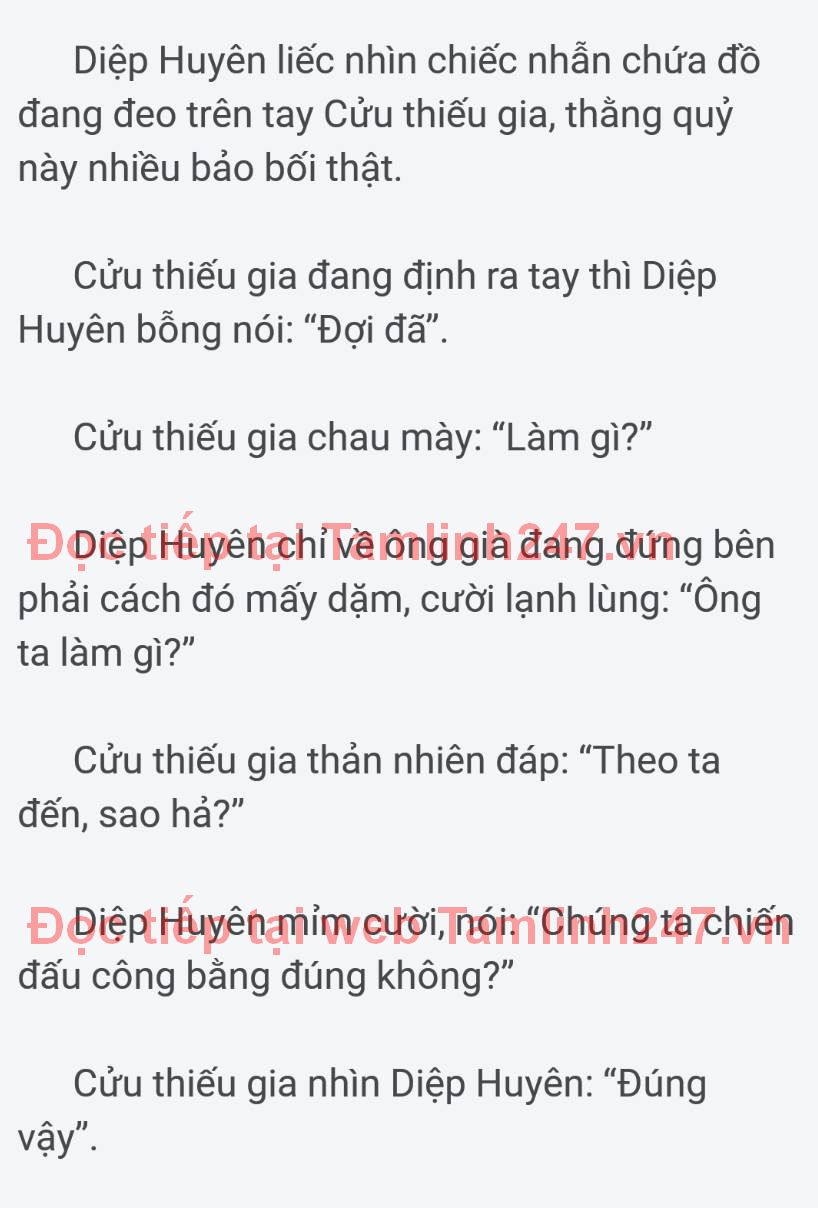 Diệp Huyên liếc nhìn chiếc nhẫn chứa đồ
đang đeo trên tay Cửu thiếu gia, thằng quỷ
này nhiều bảo bối thật.
Cửu thiếu gia đang định ra tay thì Diệp
Huyên bỗng nói: “Đợi đã”.
Cửu thiếu gia chau mày: “Làm gì?”
Đọc tiếp tại Tamlinh247.vn
Diệp Huyên chỉ về ông già đang đứng bên
phải cách đó mấy dặm, cười lạnh lùng: “Ông
ta làm gì?”
Cửu thiếu gia thản nhiên đáp: “Theo ta
đến, sao hả?”
Đọc tiếp tại web Tamlinh247.vn
Diệp Huyên mỉm cười, nói: “Chúng ta chiến
đấu công bằng đúng không?”
Cửu thiếu gia nhìn Diệp Huyên: “Đúng
vậy”.